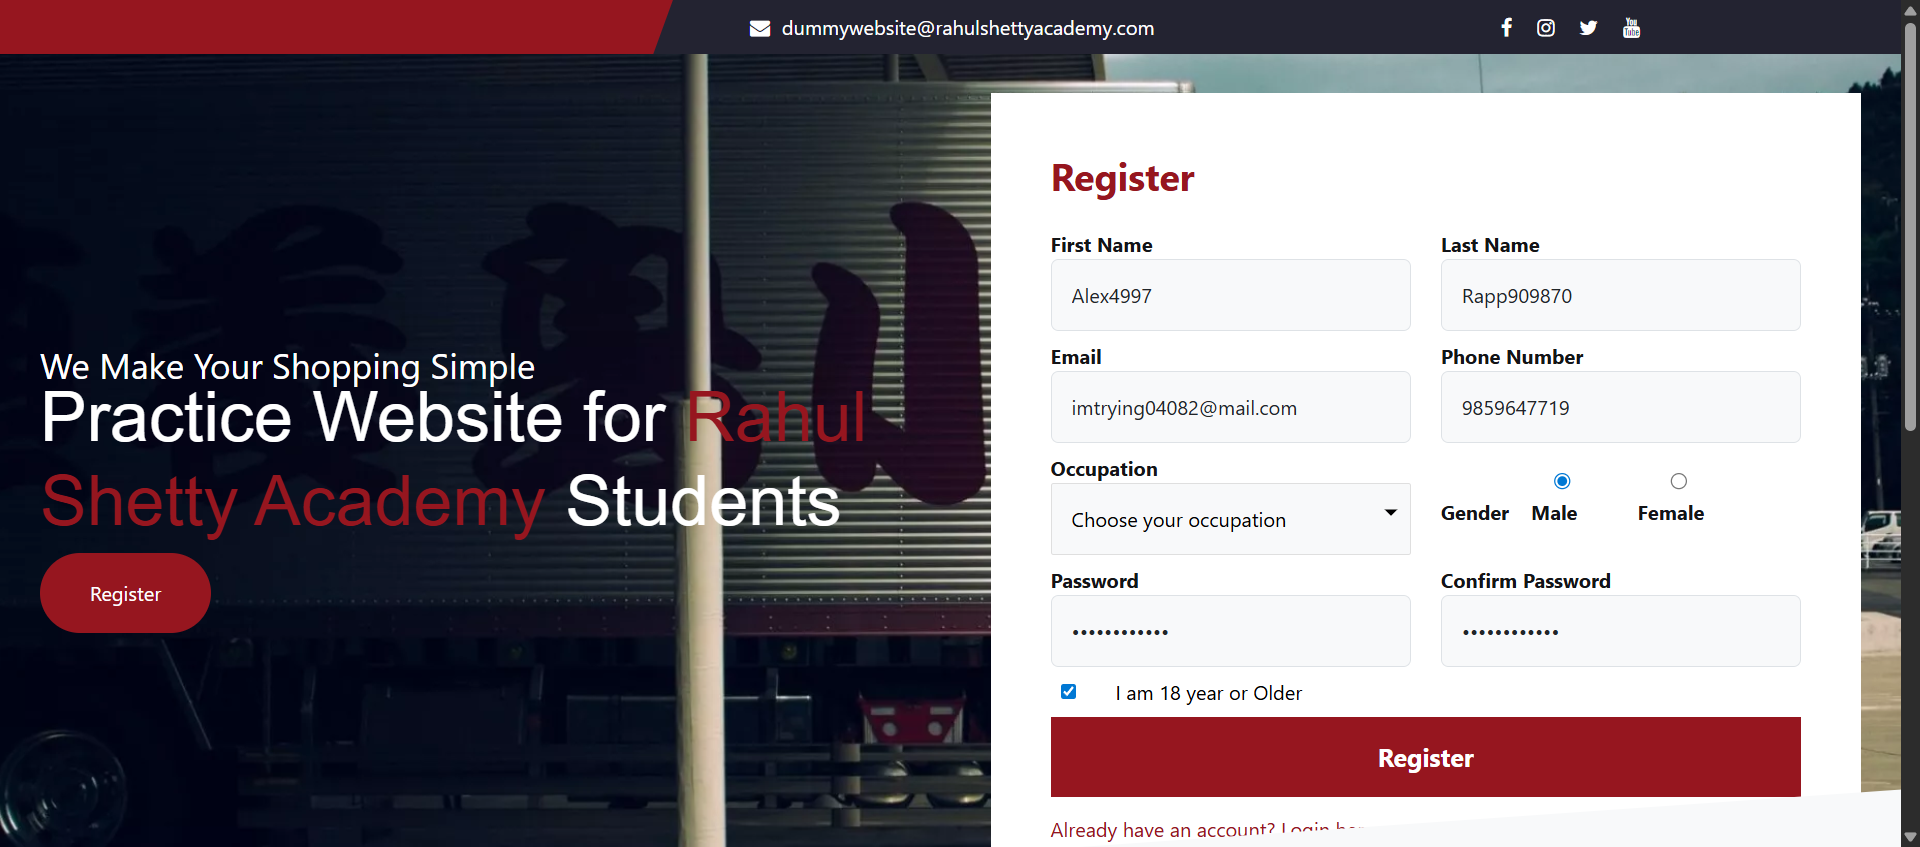 dummywebsite@rahulshettyacademy.com
We Make Your Shopping Simple
Practice Website for Rahul
Shetty Academy Students
Register
Register
First Name
Last Name
Alex4997
Rapp909870
Email
Phone Number
imtrying04082@mail.com
9859647719
Occupation
Choose your occupation
Gender Male Female
Password
Confirm Password
••••••••••••
••••••••••••
I am 18 year or Older
Register
Already have an account? Login